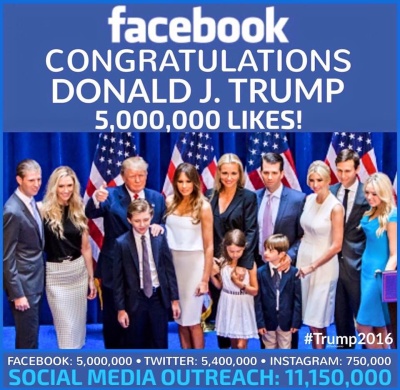 facebook
CONGRATULATIONS
DONALD J. TRUMP
5,000,000 LIKES!
#Trump2016
FACEBOOK: 5,000,000 • TWITTER: 5,400,000 • INSTAGRAM: 750,000
SOCIAL MEDIA OUTREACH: 11,150,000